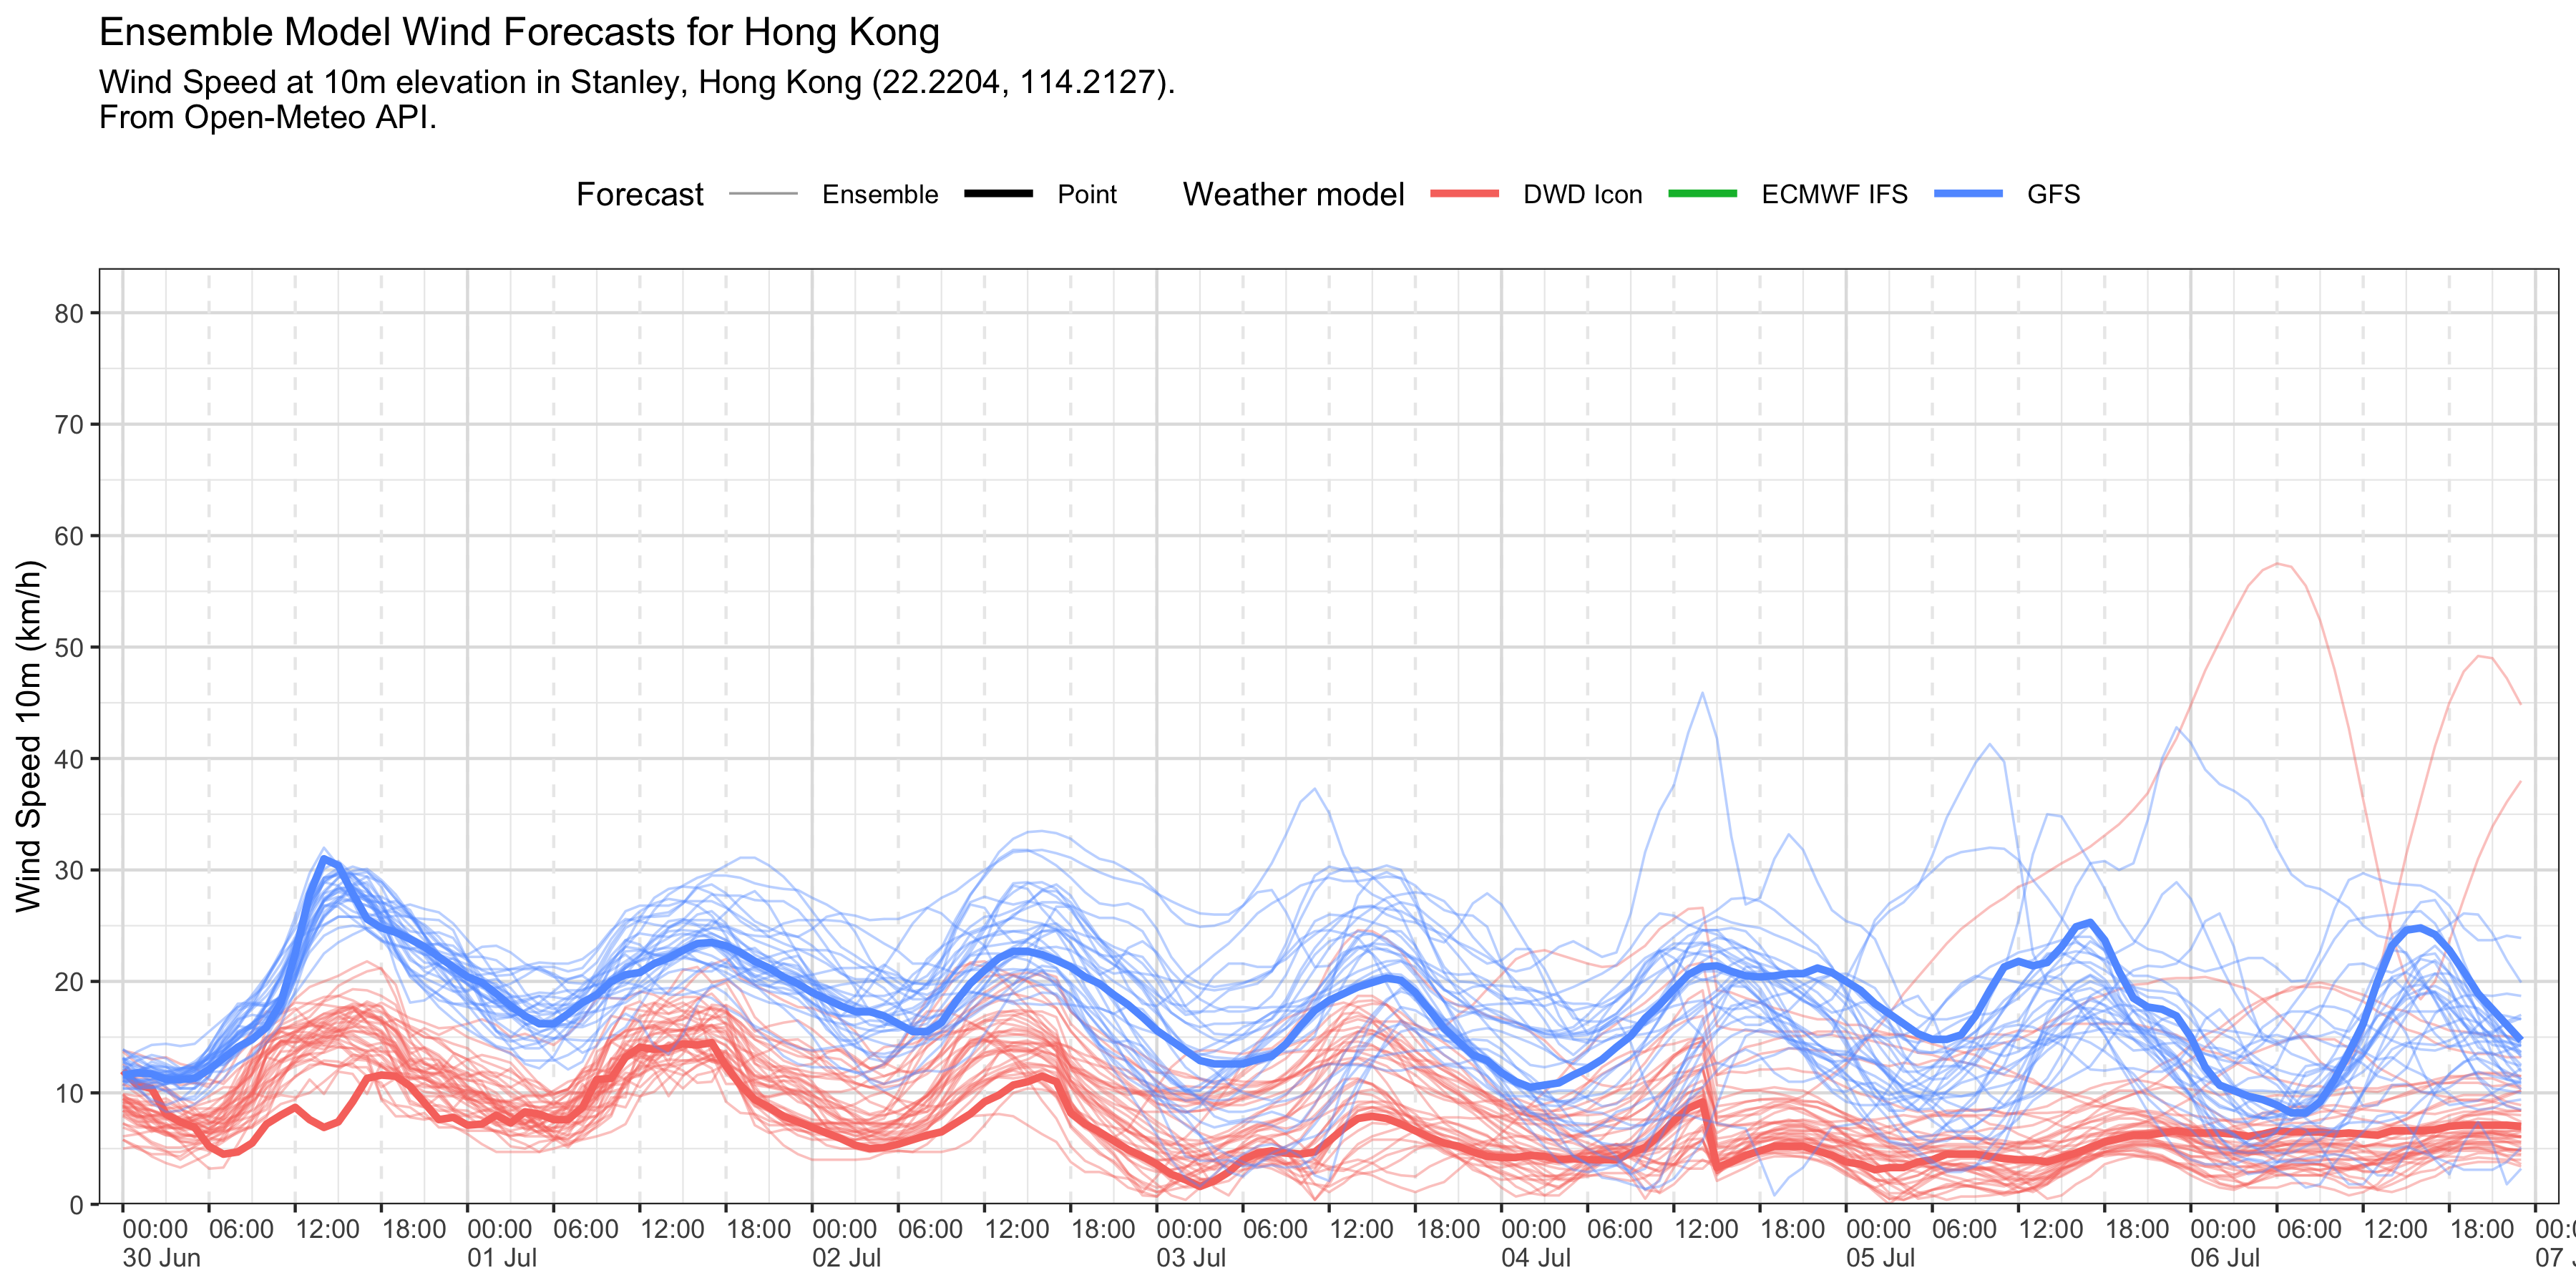 Ensemble Model Wind Forecasts for Hong Kong
Wind Speed at 10m elevation in Stanley, Hong Kong (22.2204, 114.2127).
From Open-Meteo API.
Forecast Ensemble Point Weather model DWD Icon ECMWF IFS GFS
Wind Speed 10m (km/h)
80
70
60
50
40
30
20
10
0
00:00 06:00 12:00 18:00 00:00 06:00 12:00 18:00 00:00 06:00 12:00 18:00 00:00 06:00 12:00 18:00 00:00 06:00 12:00 18:00 00:00 06:00 12:00 18:00 00:00 06:00 12:00 18:00
30 Jun 01 Jul 02 Jul 03 Jul 04 Jul 05 Jul 06 Jul 07